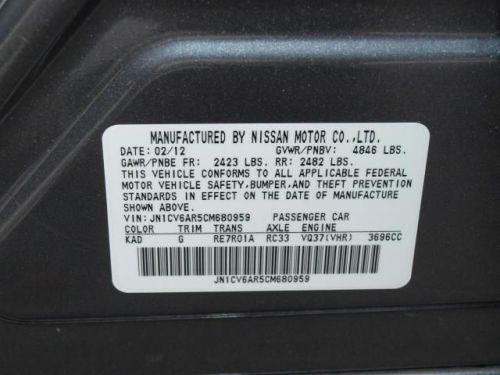 MANUFACTURED BY NISSAN MOTOR CO.,LTD.
DATE: 02/12 GVWR/PNBV: 4846 LBS.
GAWR/PNBE FR: 2423 LBS. RR: 2482 LBS.
THIS VEHICLE CONFORMS TO ALL APPLICABLE FEDERAL
MOTOR VEHICLE SAFETY, BUMPER, AND THEFT PREVENTION
STANDARDS IN EFFECT ON THE DATE OF MANUFACTURE
SHOWN ABOVE.
VIN: JN1CV6AR5CM680959 PASSENGER CAR
COLOR TRIM TRANS AXLE ENGINE
KAD G RE7R01A RC33 VQ37(VHR) 3696CC
JN1CV6AR5CM680959